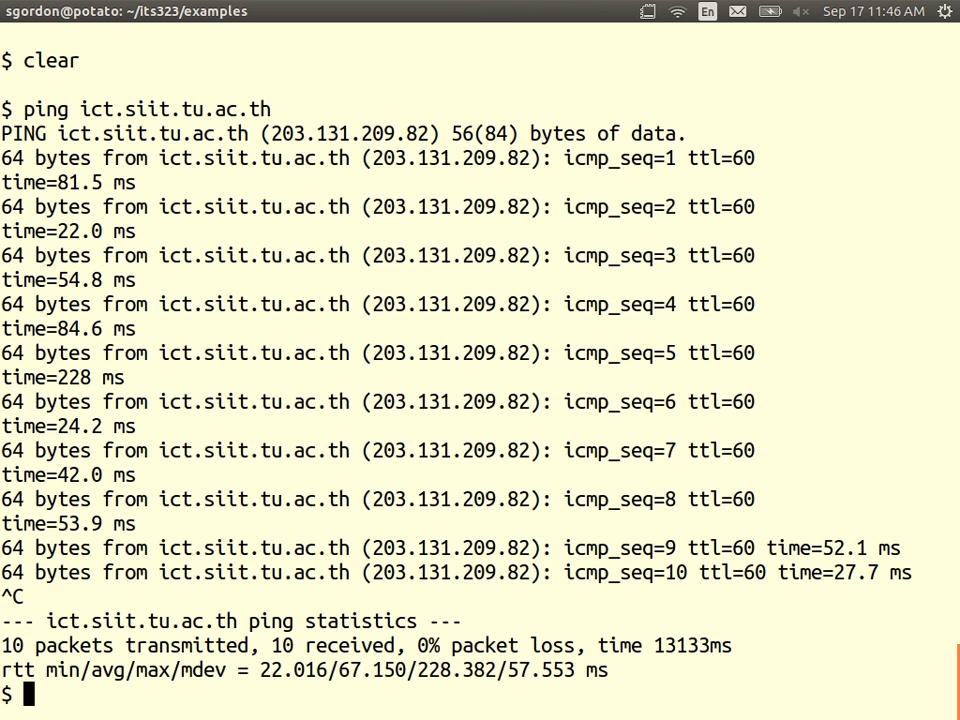 sgordon@potato: ~/its323/examples
En
Sep 17 11:46 AM
$ clear
$ ping ict.siit.tu.ac.th
PING ict.siit.tu.ac.th (203.131.209.82) 56(84) bytes of data.
64 bytes from ict.siit.tu.ac.th (203.131.209.82): icmp_seq=1 ttl=60
time=81.5 ms
64 bytes from ict.siit.tu.ac.th (203.131.209.82): icmp_seq=2 ttl=60
time=22.0 ms
64 bytes from ict.siit.tu.ac.th (203.131.209.82): icmp_seq=3 ttl=60
time=54.8 ms
64 bytes from ict.siit.tu.ac.th (203.131.209.82): icmp_seq=4 ttl=60
time=84.6 ms
64 bytes from ict.siit.tu.ac.th (203.131.209.82): icmp_seq=5 ttl=60
time=228 ms
64 bytes from ict.siit.tu.ac.th (203.131.209.82): icmp_seq=6 ttl=60
time=24.2 ms
64 bytes from ict.siit.tu.ac.th (203.131.209.82): icmp_seq=7 ttl=60
time=42.0 ms
64 bytes from ict.siit.tu.ac.th (203.131.209.82): icmp_seq=8 ttl=60
time=53.9 ms
64 bytes from ict.siit.tu.ac.th (203.131.209.82): icmp_seq=9 ttl=60 time=52.1 ms
64 bytes from ict.siit.tu.ac.th (203.131.209.82): icmp_seq=10 ttl=60 time=27.7 ms
^C
--- ict.siit.tu.ac.th ping statistics ---
10 packets transmitted, 10 received, 0% packet loss, time 13133ms
rtt min/avg/max/mdev = 22.016/67.150/228.382/57.553 ms
$